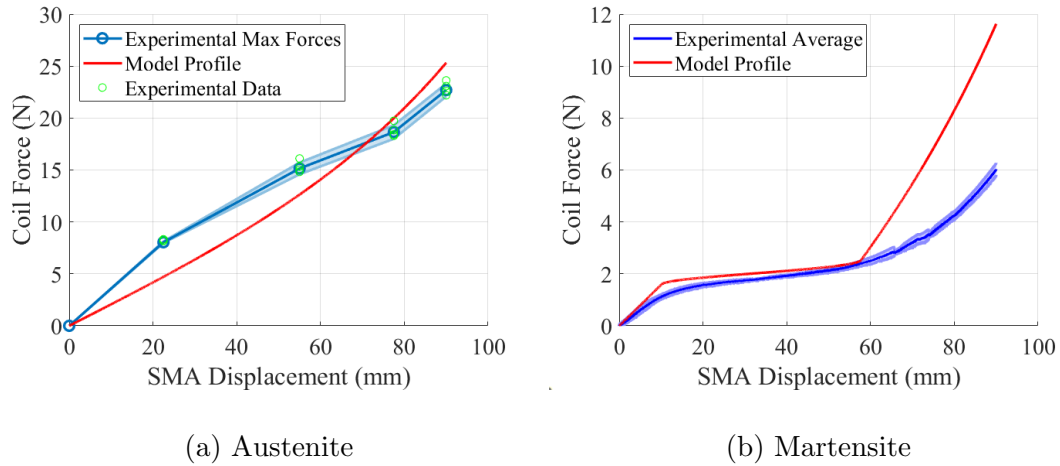 30
25
20
15
10
5
0
Coil Force (N)
Experimental Max Forces
Model Profile
Experimental Data
0 20 40 60 80 100
SMA Displacement (mm)
(a) Austenite
12
10
8
6
4
2
0
Coil Force (N)
Experimental Average
Model Profile
0 20 40 60 80 100
SMA Displacement (mm)
(b) Martensite